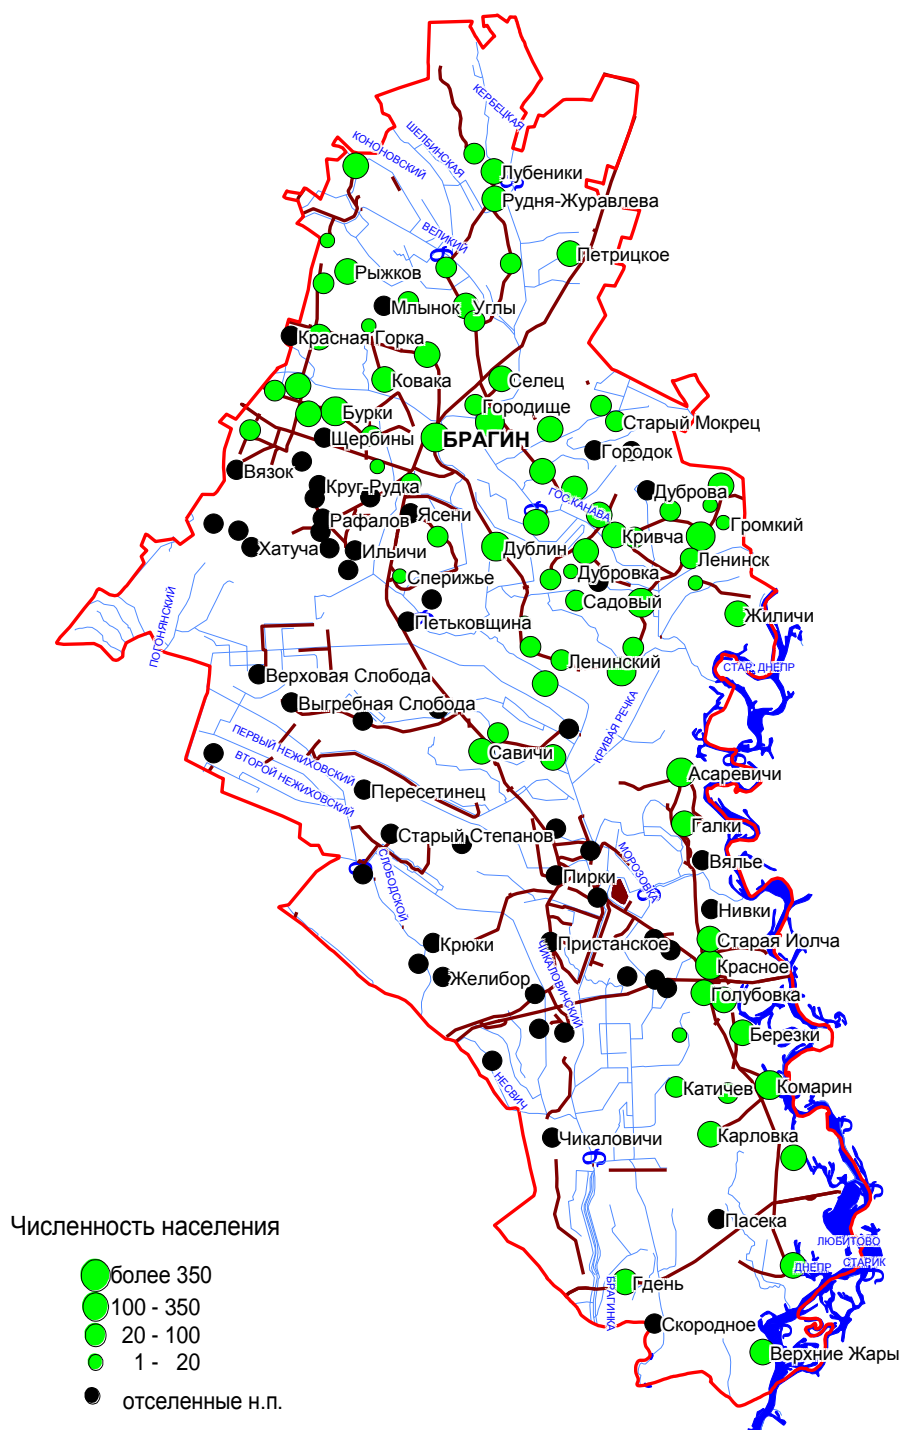 КЕРБЕЦКАЯ
ШЕЛБИНСКАЯ
КОНОНОВСКИЙ
Лубеники
Рудня-Журавлева
ВЕЛИКИЙ
Петрицкое
Рыжков
Млынок
Углы
Красная Горка
Ковака
Селец
Городище
Бурки
Старый Мокрец
Щербины
БРАГИН
Городок
Вязок
Круг-Рудка
Дуброва
ГОС.КАНАВА
Ясени
Рафалов
Громкий
Кривча
Хатуча
Ильичи
Дублин
Ленинск
Сперижье
Дубровка
Садовый
Жиличи
Петьковщина
ПОГОНЯНСКИЙ
Ленинский
СТАР. ДНЕПР
Верховая Слобода
Выгребная Слобода
КРИВАЯ РЕЧКА
ПЕРВЫЙ НЕЖИХОВСКИЙ
Савичи
ВТОРОЙ НЕЖИХОВСКИЙ
Асаревичи
Пересетинец
Галки
Старый Степанов
МОРОЗОВКА
Вялье
СЛОБОДСКОЙ
Пирки
Нивки
Крюки
Пристанское
Старая Иолча
Красное
Желибор
ЧИКАЛОВИЧСКИЙ
Голубовка
Березки
НЕСВИЧ
Катичев
Комарин
Чикаловичи
Карловка
Пасека
Численность населения
ЛЮБИТОВО
СТАРИК
ДНЕПР
более 350
Гдень
БРАГИНКА
100 - 350
Скородное
20 - 100
Верхние Жары
1 - 20
отселенные н.п.